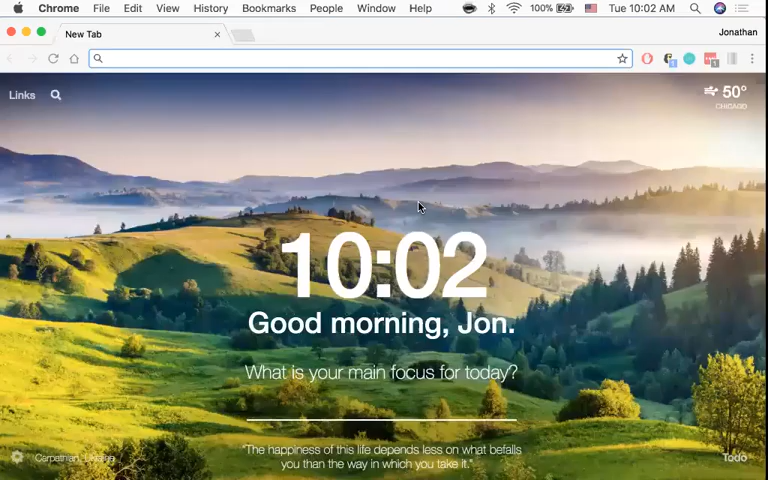 Chrome File Edit View History Bookmarks People Window Help 100% Tue 10:02 AM
New Tab
Jonathan
Links
50°
CHICAGO
10:02
Good morning, Jon.
What is your main focus for today?
"The happiness of this life depends less on what befalls
you than the way in which you take it."
Carpathian, Ukraine
Todo